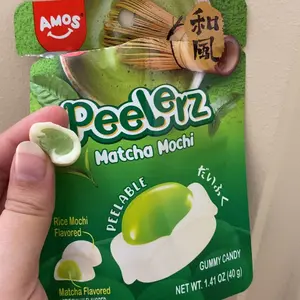 AMOS
和風
Peelerz
Matcha Mochi
PEELABLE
だいふく
Rice Mochi
Flavored
Matcha Flavored
GUMMY CANDY
NET WT. 1.41 OZ (40 g)